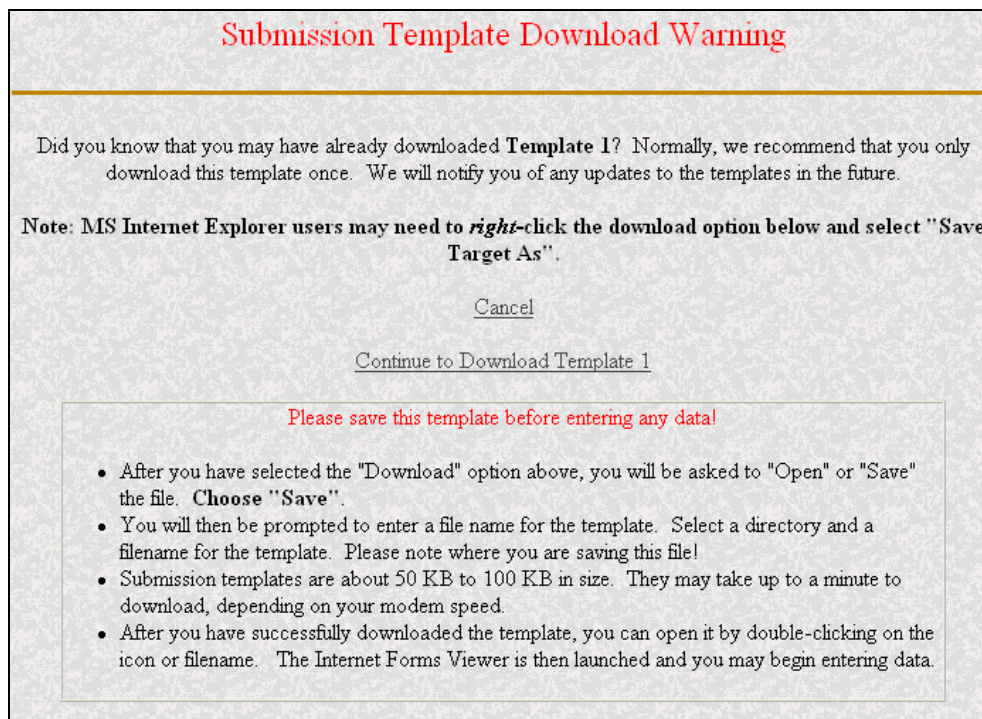 Submission Template Download Warning
Did you know that you may have already downloaded Template 1? Normally, we recommend that you only
download this template once. We will notify you of any updates to the templates in the future.
Note: MS Internet Explorer users may need to right-click the download option below and select "Save
Target As".
Cancel
Continue to Download Template 1
Please save this template before entering any data!
• After you have selected the "Download" option above, you will be asked to "Open" or "Save"
the file. Choose "Save".
• You will then be prompted to enter a file name for the template. Select a directory and a
filename for the template. Please note where you are saving this file!
• Submission templates are about 50 KB to 100 KB in size. They may take up to a minute to
download, depending on your modem speed.
• After you have successfully downloaded the template, you can open it by double-clicking on the
icon or filename. The Internet Forms Viewer is then launched and you may begin entering data.